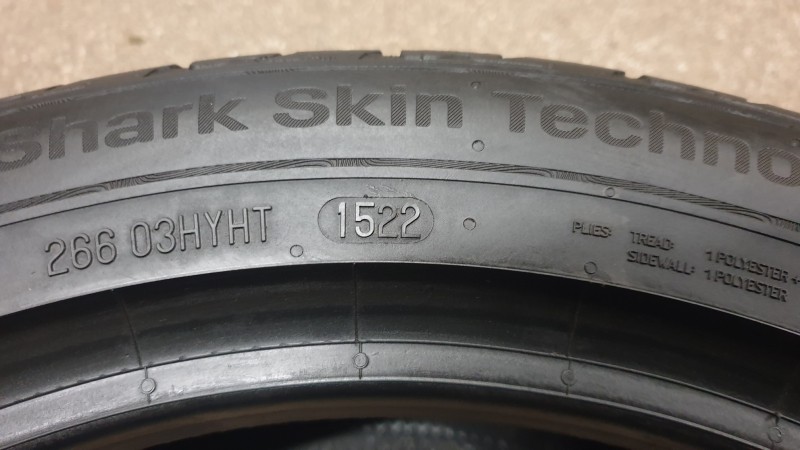 Shark Skin Techno
266 03HYHT 1522
PLIES: TREAD: 1 POLYESTER +
SIDEWALL: 1 POLYESTER